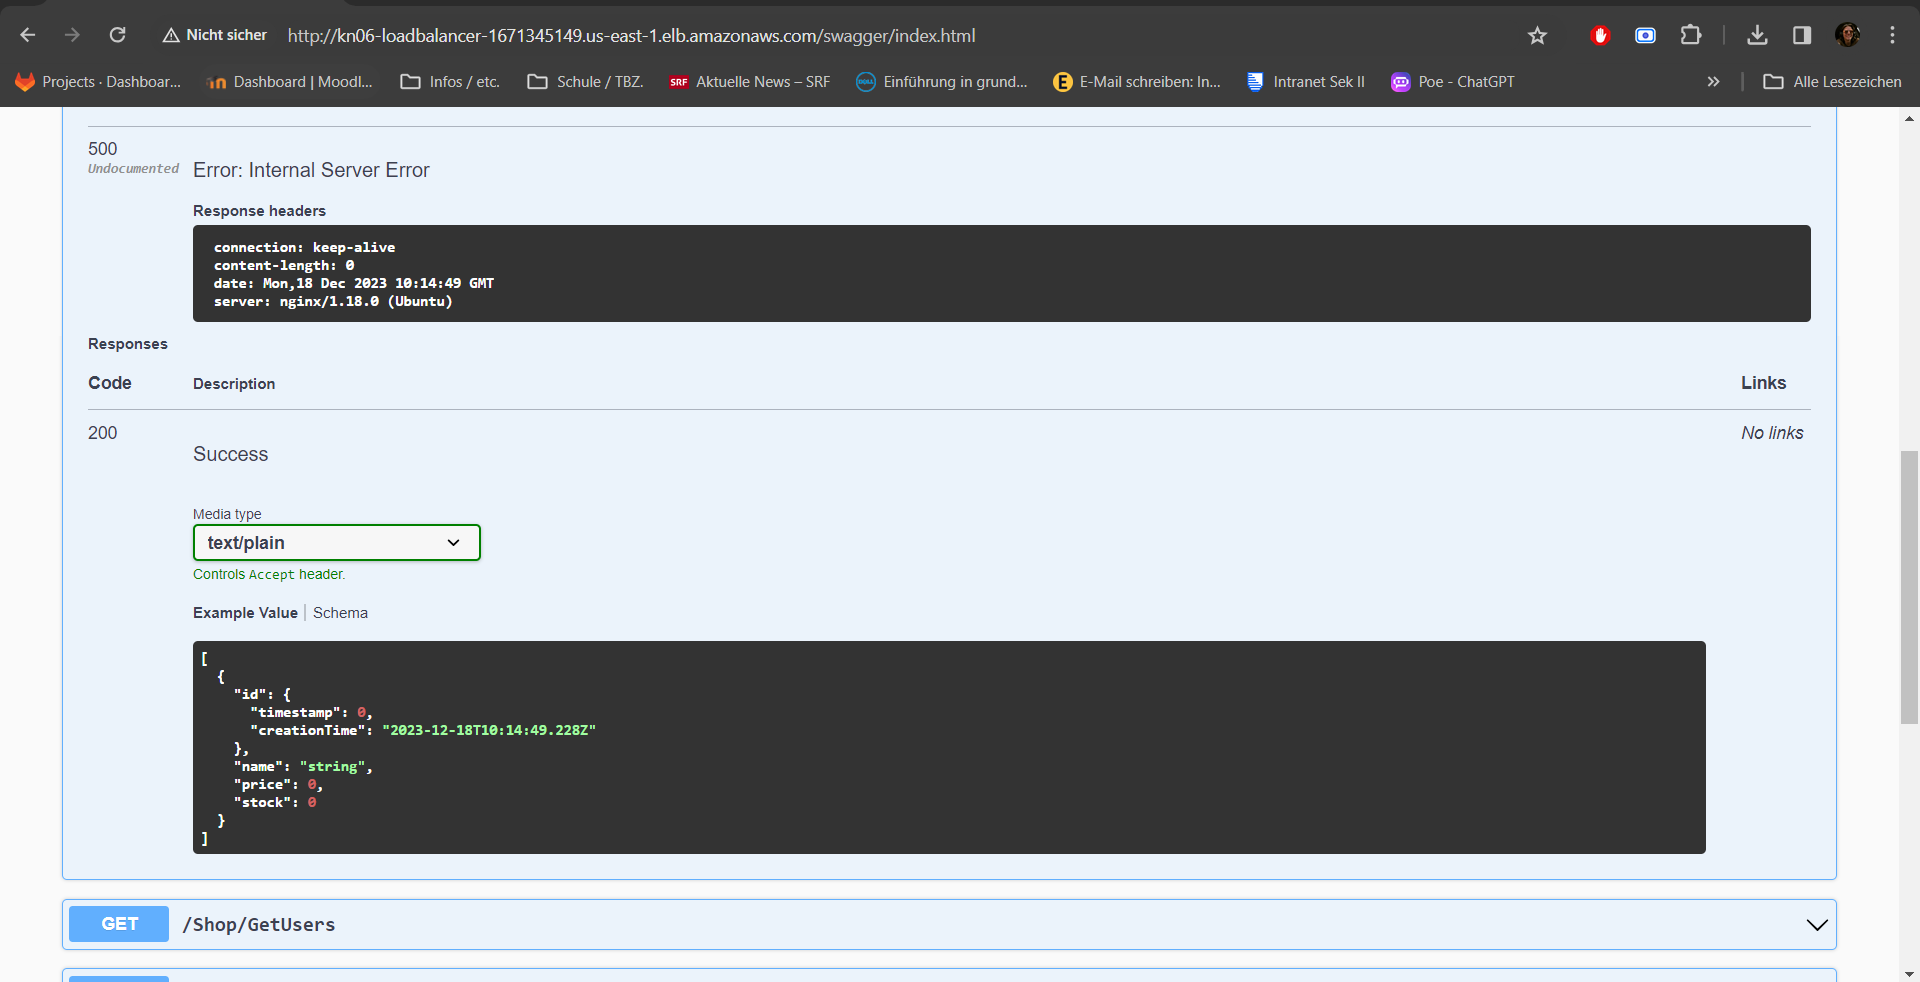 Nicht sicher http://kn06-loadbalancer-1671345149.us-east-1.elb.amazonaws.com/swagger/index.html
Projects · Dashboar... Dashboard | Moodl... Infos / etc. Schule / TBZ. SRF Aktuelle News – SRF DELL Einführung in grund... E E-Mail schreiben: In... Intranet Sek II Poe - ChatGPT » Alle Lesezeichen
500
Undocumented
Error: Internal Server Error
Response headers
connection: keep-alive
content-length: 0
date: Mon,18 Dec 2023 10:14:49 GMT
server: nginx/1.18.0 (Ubuntu)
Responses
Code Description Links
200 No links
Success
Media type
text/plain
Controls Accept header.
Example Value | Schema
[
  {
    "id": {
      "timestamp": 0,
      "creationTime": "2023-12-18T10:14:49.228Z"
    },
    "name": "string",
    "price": 0,
    "stock": 0
  }
]
GET /Shop/GetUsers